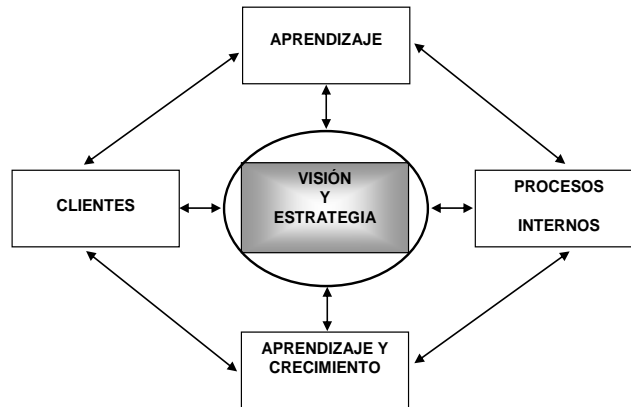 APRENDIZAJE
CLIENTES
VISIÓN
Y
ESTRATEGIA
PROCESOS
INTERNOS
APRENDIZAJE Y
CRECIMIENTO